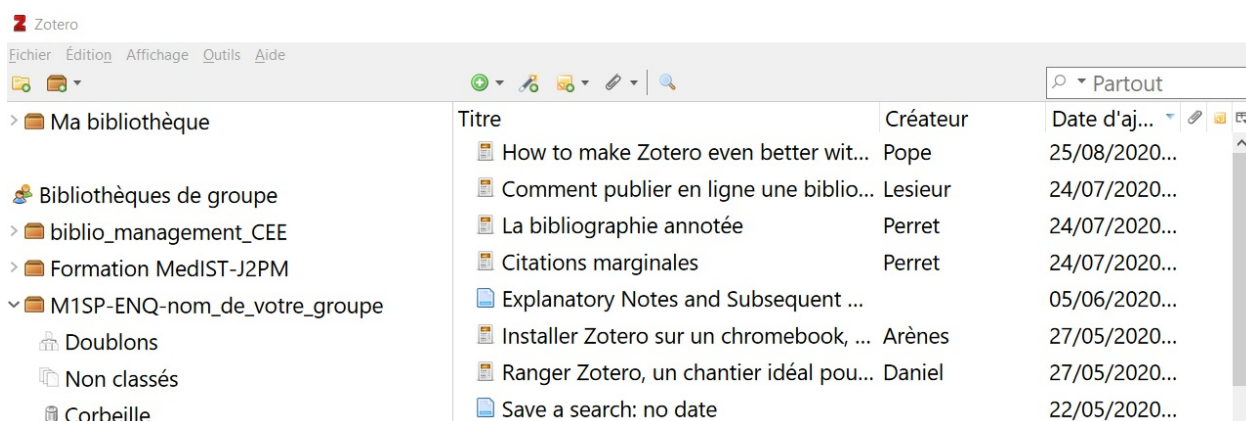 Zotero
Fichier Édition Affichage Outils Aide
Partout
Ma bibliothèque
Bibliothèques de groupe
biblio_management_CEE
Formation MedIST-J2PM
M1SP-ENQ-nom_de_votre_groupe
Doublons
Non classés
Corbeille
Titre Créateur Date d'aj...
How to make Zotero even better wit... Pope 25/08/2020...
Comment publier en ligne une biblio... Lesieur 24/07/2020...
La bibliographie annotée Perret 24/07/2020...
Citations marginales Perret 24/07/2020...
Explanatory Notes and Subsequent ... 05/06/2020...
Installer Zotero sur un chromebook, ... Arènes 27/05/2020...
Ranger Zotero, un chantier idéal pou... Daniel 27/05/2020...
Save a search: no date 22/05/2020...